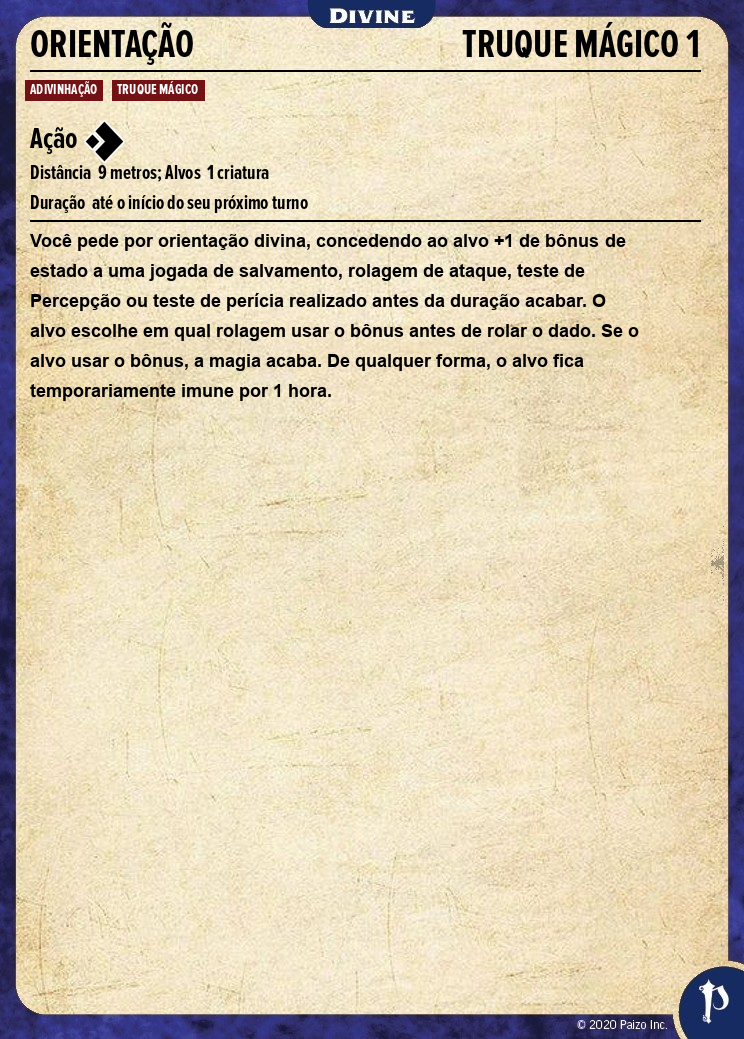 DIVINE
ORIENTAÇÃO TRUQUE MÁGICO 1
ADIVINHAÇÃO TRUQUE MÁGICO
Ação
Distância 9 metros; Alvos 1 criatura
Duração até o início do seu próximo turno
Você pede por orientação divina, concedendo ao alvo +1 de bônus de
estado a uma jogada de salvamento, rolagem de ataque, teste de
Percepção ou teste de perícia realizado antes da duração acabar. O
alvo escolhe em qual rolagem usar o bônus antes de rolar o dado. Se o
alvo usar o bônus, a magia acaba. De qualquer forma, o alvo fica
temporariamente imune por 1 hora.
© 2020 Paizo Inc.
P